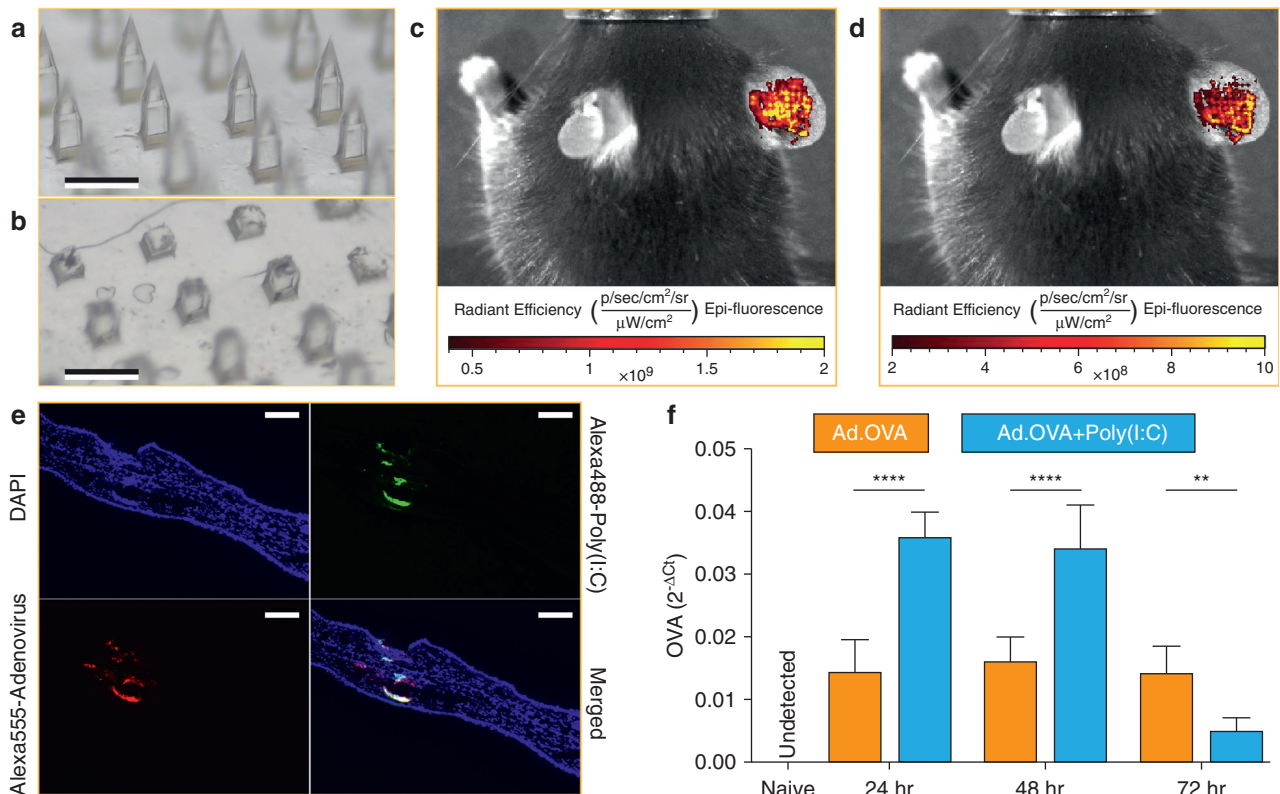 a
b
c
Radiant Efficiency (p/sec/cm²/sr / µW/cm²) Epi-fluorescence
0.5 1 1.5 2
×10⁹
d
Radiant Efficiency (p/sec/cm²/sr / µW/cm²) Epi-fluorescence
2 4 6 8 10
×10⁸
e
DAPI
Alexa488-Poly(I:C)
Alexa555-Adenovirus
Merged
f
Ad.OVA
Ad.OVA+Poly(I:C)
OVA (2^-ΔCt)
0.05
0.04
0.03
0.02
0.01
0.00
**** **** **
Undetected
Naive 24 hr 48 hr 72 hr